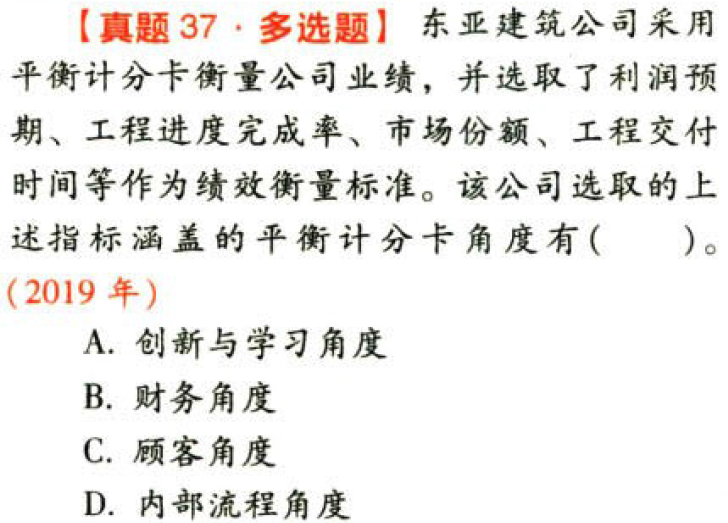 【真题 37·多选题】 东亚建筑公司采用
平衡计分卡衡量公司业绩，并选取了利润预
期、工程进度完成率、市场份额、工程交付
时间等作为绩效衡量标准。该公司选取的上
述指标涵盖的平衡计分卡角度有(　　)。
(2019 年)
A. 创新与学习角度
B. 财务角度
C. 顾客角度
D. 内部流程角度